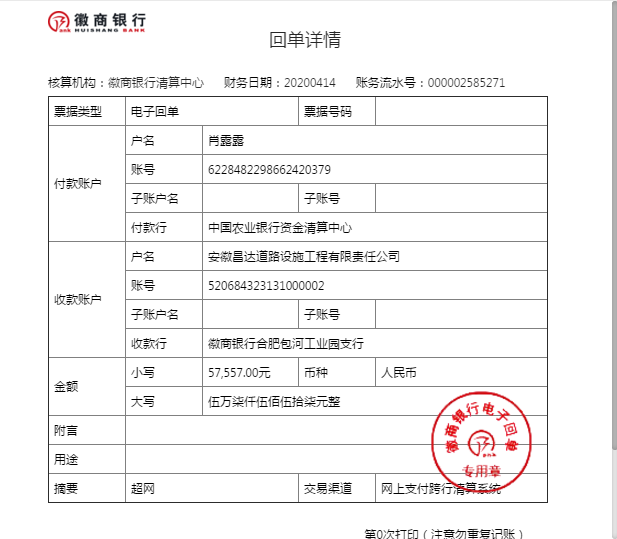 徽商银行
HUISHANG BANK
回单详情
核算机构：徽商银行清算中心 财务日期：20200414 账务流水号：000002585271
票据类型 电子回单 票据号码
付款账户
户名 肖露露
账号 6228482298662420379
子账户名 子账号
付款行 中国农业银行资金清算中心
收款账户
户名 安徽昌达道路设施工程有限责任公司
账号 520684323131000002
子账户名 子账号
收款行 徽商银行合肥包河工业园支行
金额
小写 57,557.00元 币种 人民币
大写 伍万柒仟伍佰伍拾柒元整
附言
用途
摘要 超网 交易渠道 网上支付跨行清算系统
徽商银行电子回单
Bank
专用章
第0次打印（注意勿重复记账）